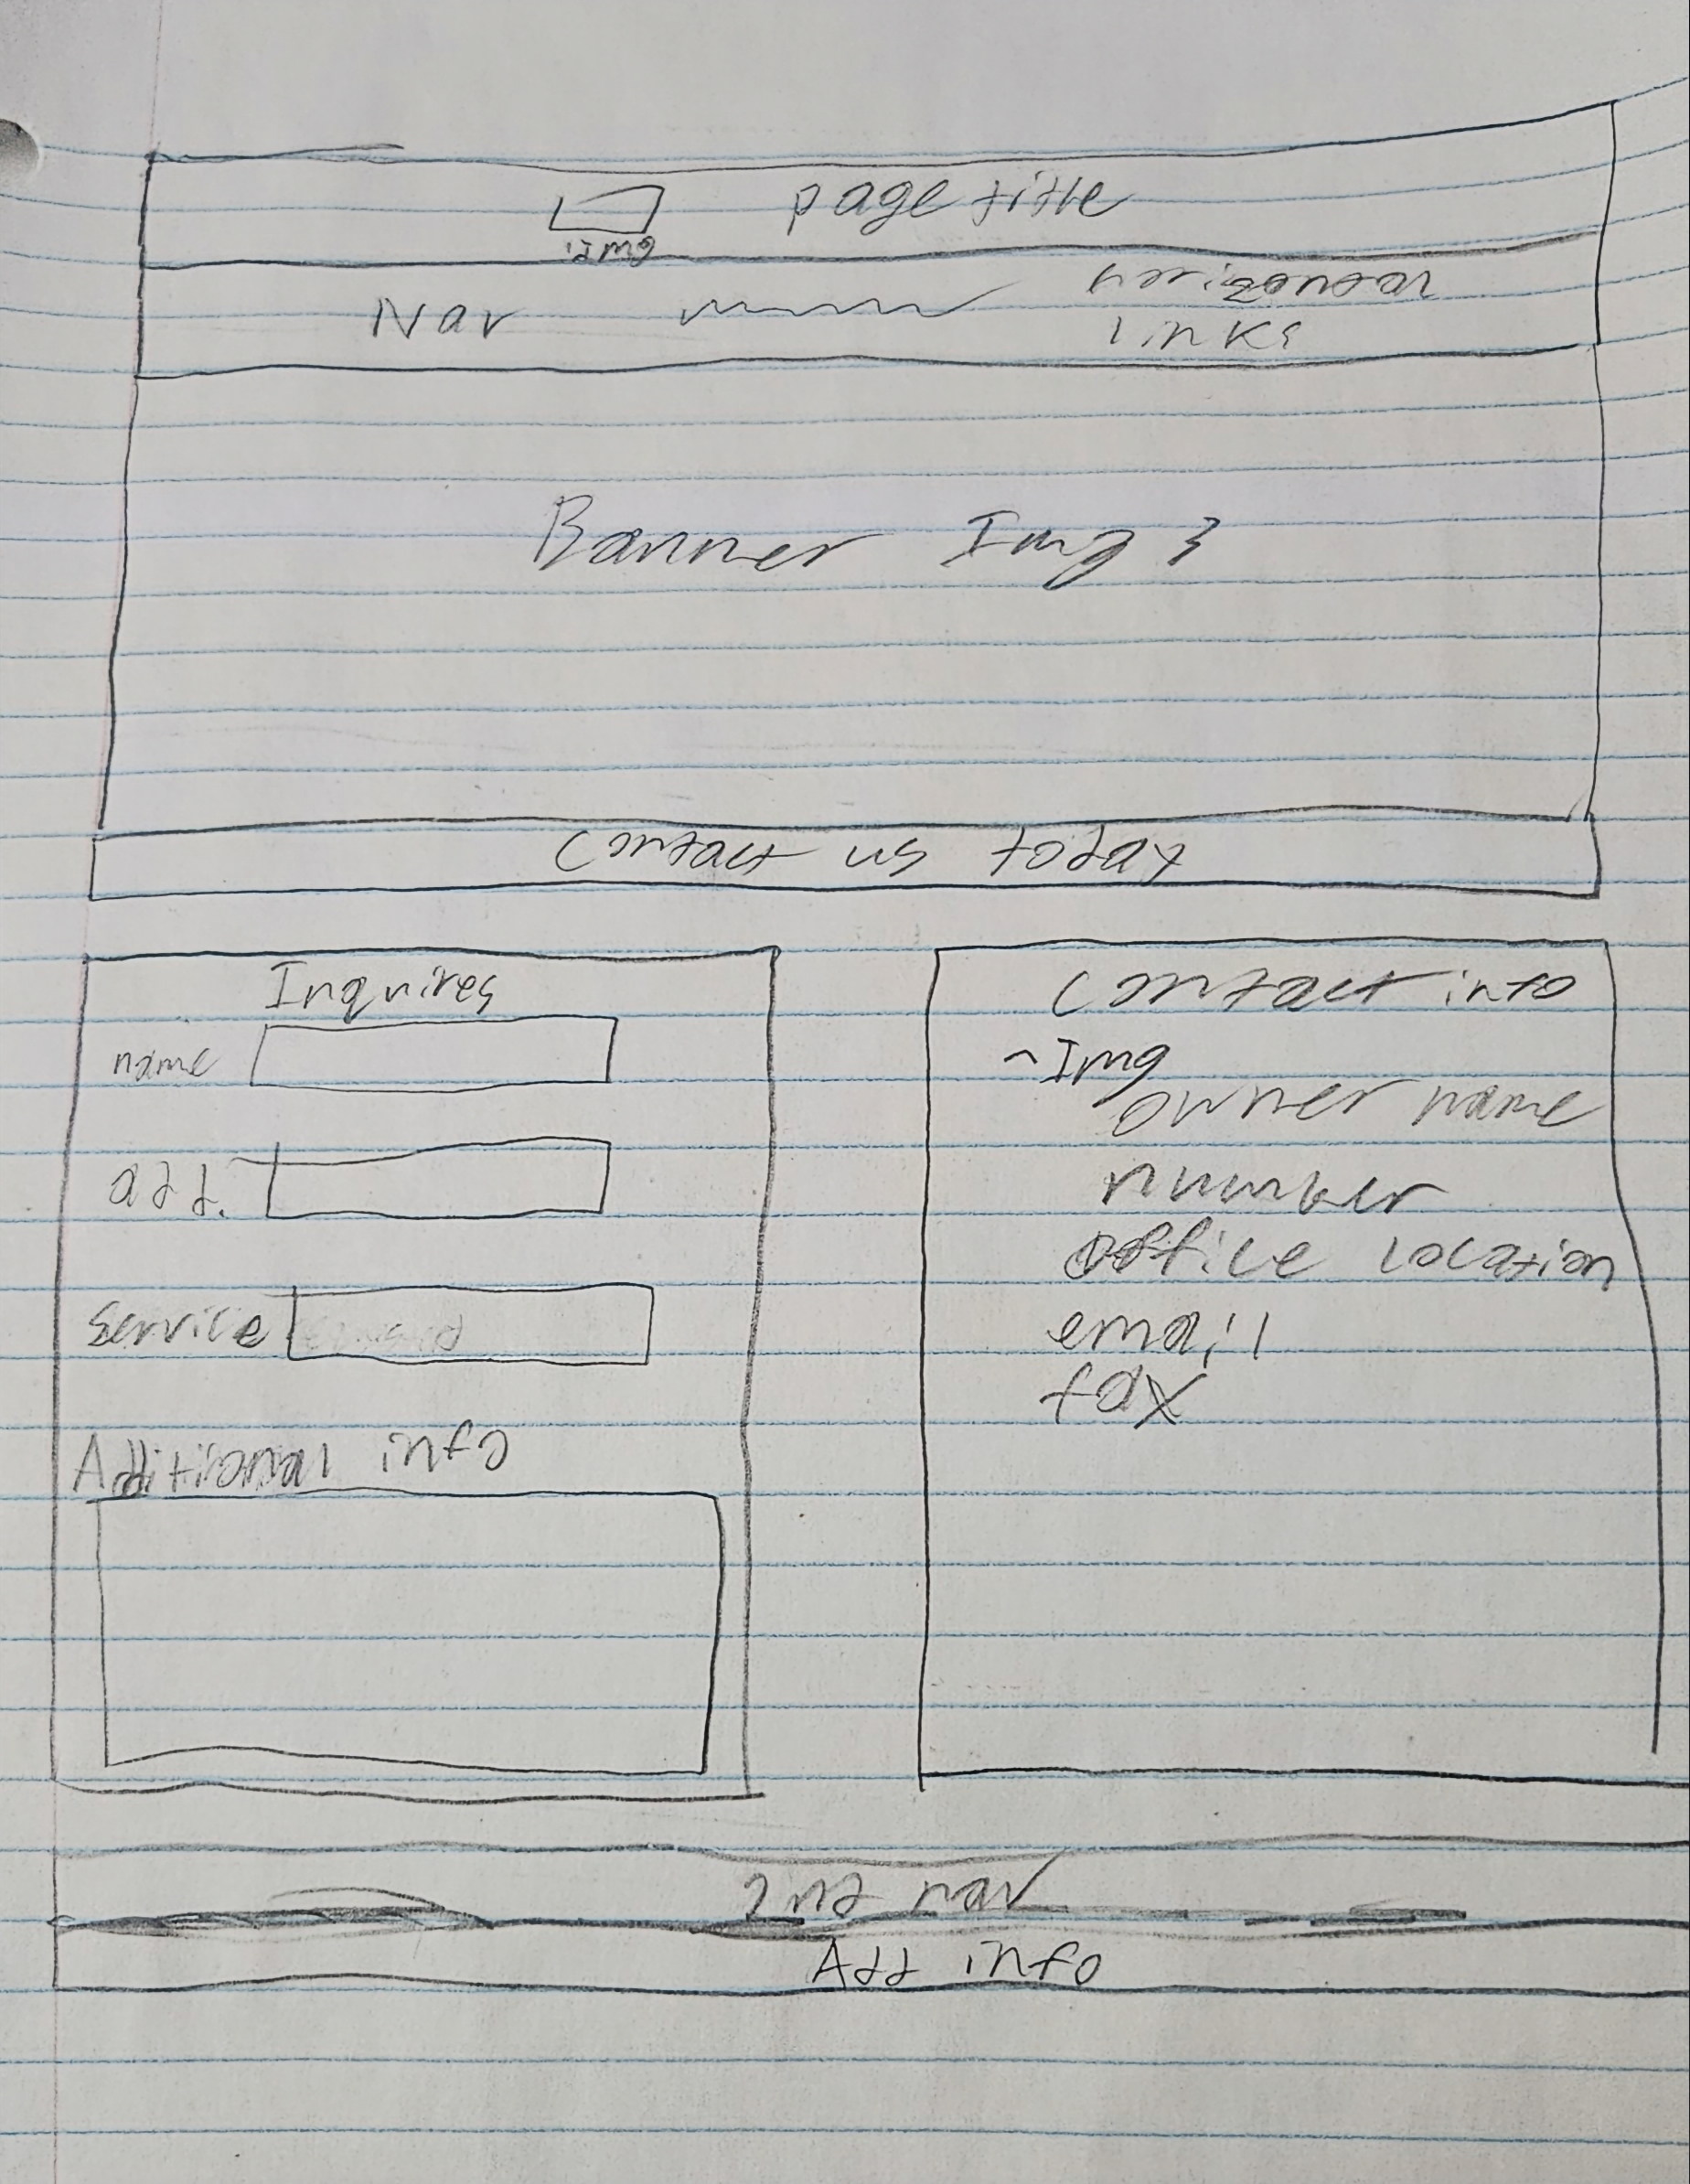 page title
img
Nav
horizontal
links
Banner Img 3
Contact us today
Inquires
name
add.
Service
Additional info
Contact info
~Img
owner name
number
office location
email
fax
2nd nav
Add info